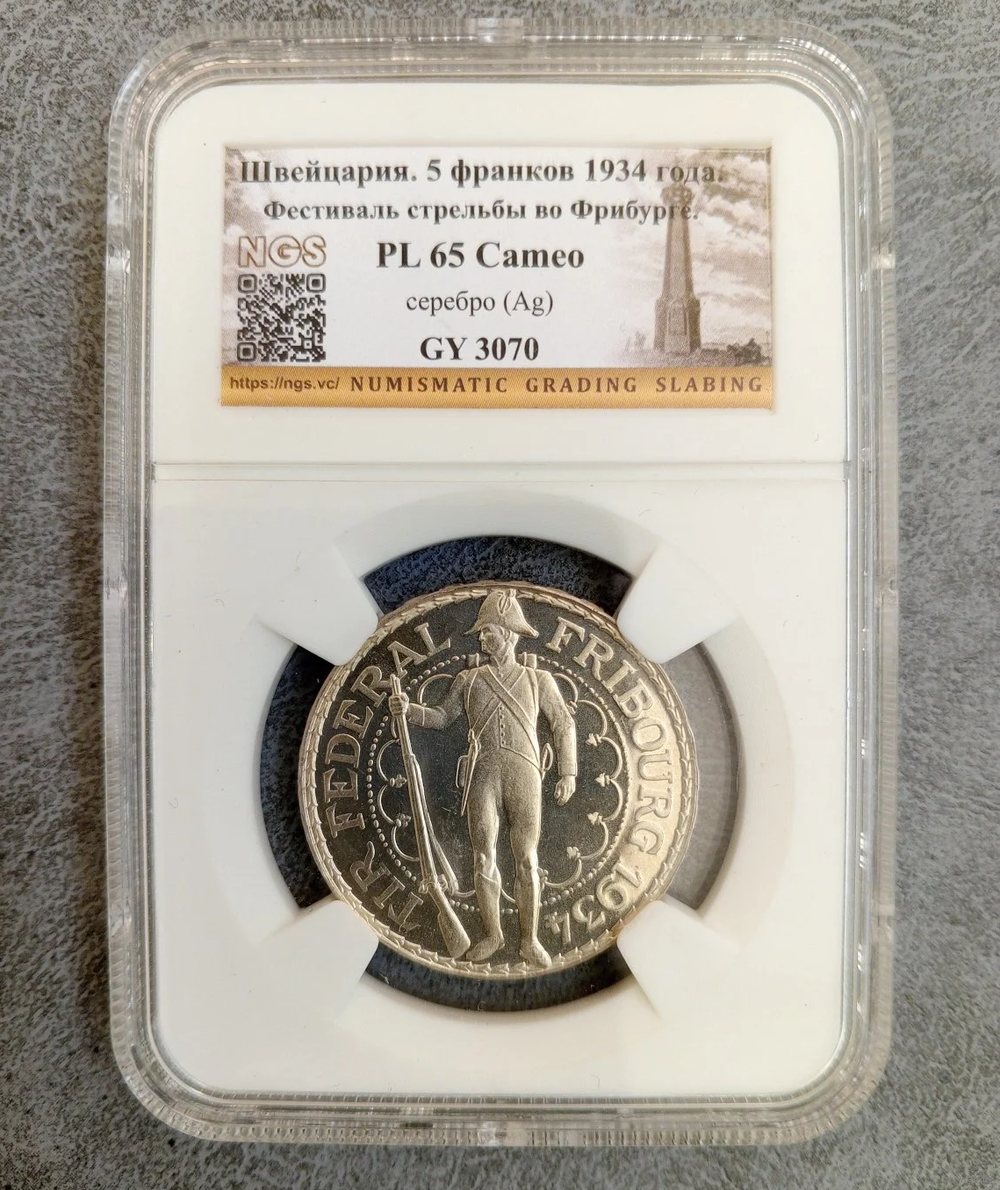 Швейцария. 5 франков 1934 года.
Фестиваль стрельбы во Фрибурге.
NGS
PL 65 Cameo
серебро (Ag)
GY 3070
https://ngs.vc/ NUMISMATIC GRADING SLABING
TIR FEDERAL FRIBOURG 1934